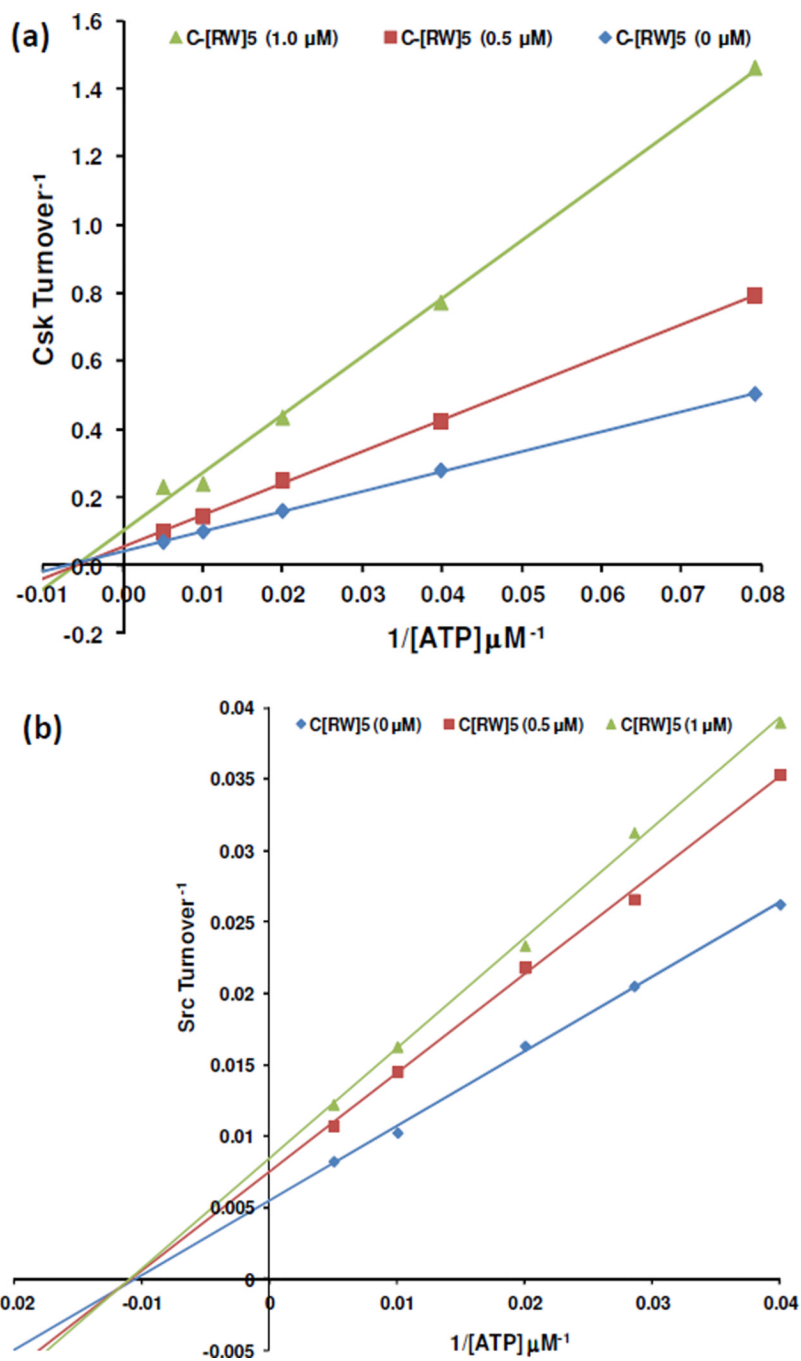 (a)
C-[RW]5 (1.0 µM) C-[RW]5 (0.5 µM) C-[RW]5 (0 µM)
1.6
1.4
1.2
1.0
0.8
0.6
0.4
0.2
0.0
-0.2
Csk Turnover-1
-0.01 0.00 0.01 0.02 0.03 0.04 0.05 0.06 0.07 0.08
1/[ATP]µM-1
(b)
C[RW]5 (0 µM) C[RW]5 (0.5 µM) C[RW]5 (1 µM)
0.04
0.035
0.03
0.025
0.02
0.015
0.01
0.005
0
-0.005
Src Turnover-1
0.02 -0.01 0 0.01 0.02 0.03 0.04
1/[ATP]µM-1